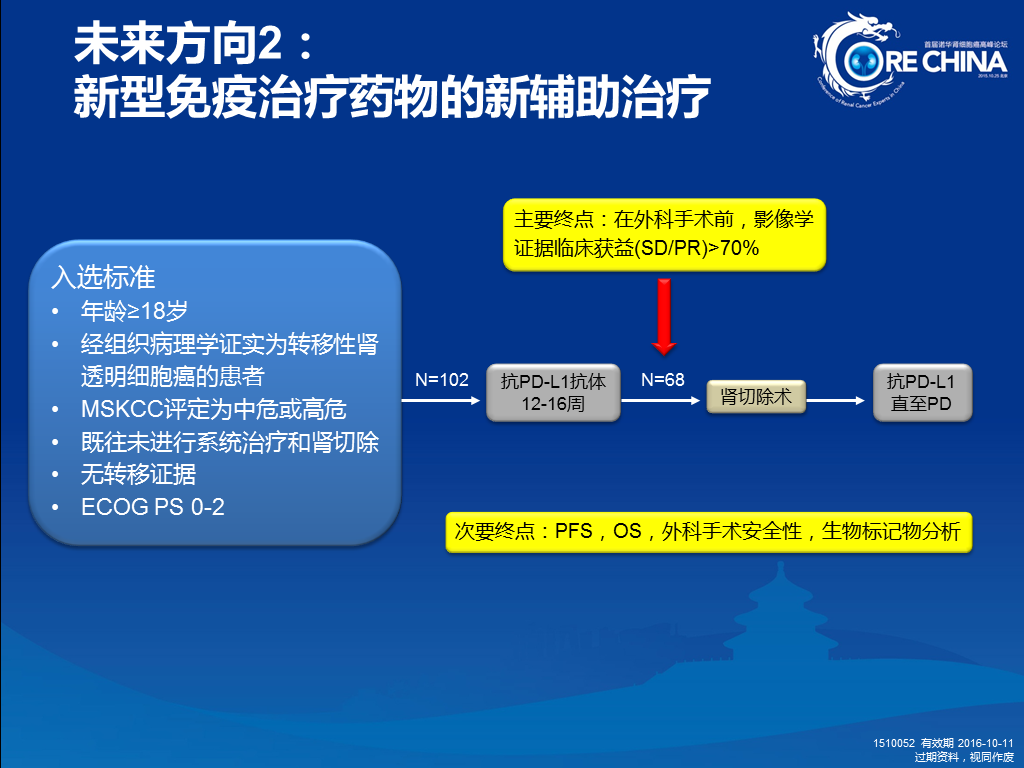 未来方向2：
新型免疫治疗药物的新辅助治疗
首届诺华肾细胞癌高峰论坛
CORE CHINA
2015.10.25 北京
Conference of Renal Cancer Experts in China
主要终点：在外科手术前，影像学
证据临床获益(SD/PR)>70%
入选标准
• 年龄≥18岁
• 经组织病理学证实为转移性肾
透明细胞癌的患者
• MSKCC评定为中危或高危
• 既往未进行系统治疗和肾切除
• 无转移证据
• ECOG PS 0-2
N=102
抗PD-L1抗体
12-16周
N=68
肾切除术
抗PD-L1
直至PD
次要终点：PFS，OS，外科手术安全性，生物标记物分析
1510052 有效期 2016-10-11
过期资料，视同作废